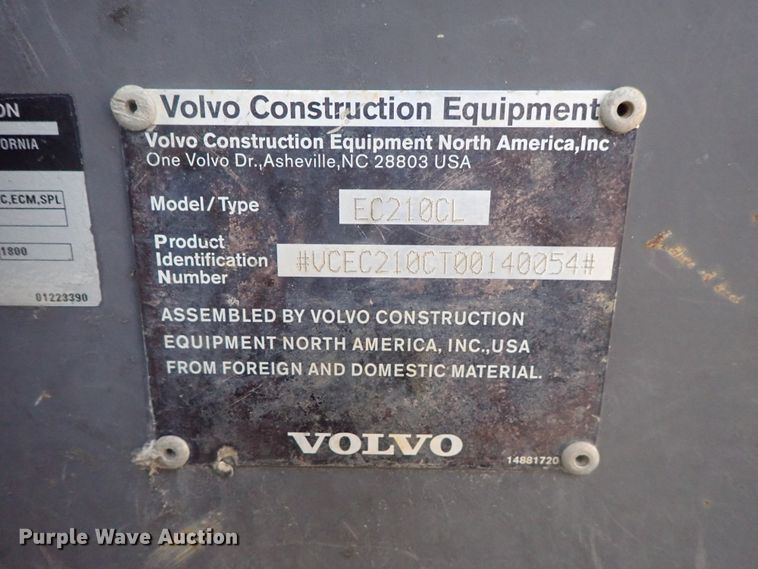 ON
FORNIA
C,ECM,SPL
1800
01223390
Volvo Construction Equipment
Volvo Construction Equipment North America,Inc
One Volvo Dr.,Asheville,NC 28803 USA
Model/Type EC210CL
Product
Identification #VCEC210CT00140054#
Number
ASSEMBLED BY VOLVO CONSTRUCTION
EQUIPMENT NORTH AMERICA, INC.,USA
FROM FOREIGN AND DOMESTIC MATERIAL.
VOLVO
14881720
Purple Wave Auction